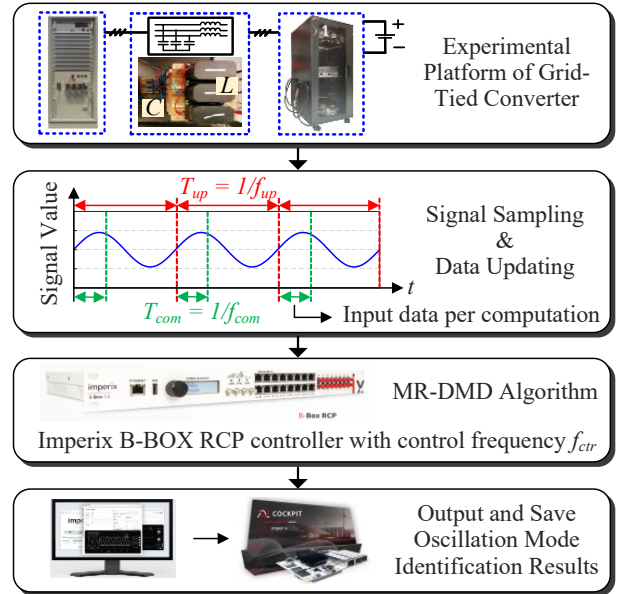 Experimental
Platform of Grid-
Tied Converter
C
L
+
−
Signal Value
T_up = 1/f_up
T_com = 1/f_com
t
Signal Sampling
&
Data Updating
Input data per computation
imperix
B-Box
MR-DMD Algorithm
B-Box RCP
Imperix B-BOX RCP controller with control frequency f_ctr
COCKPIT
Output and Save
Oscillation Mode
Identification Results